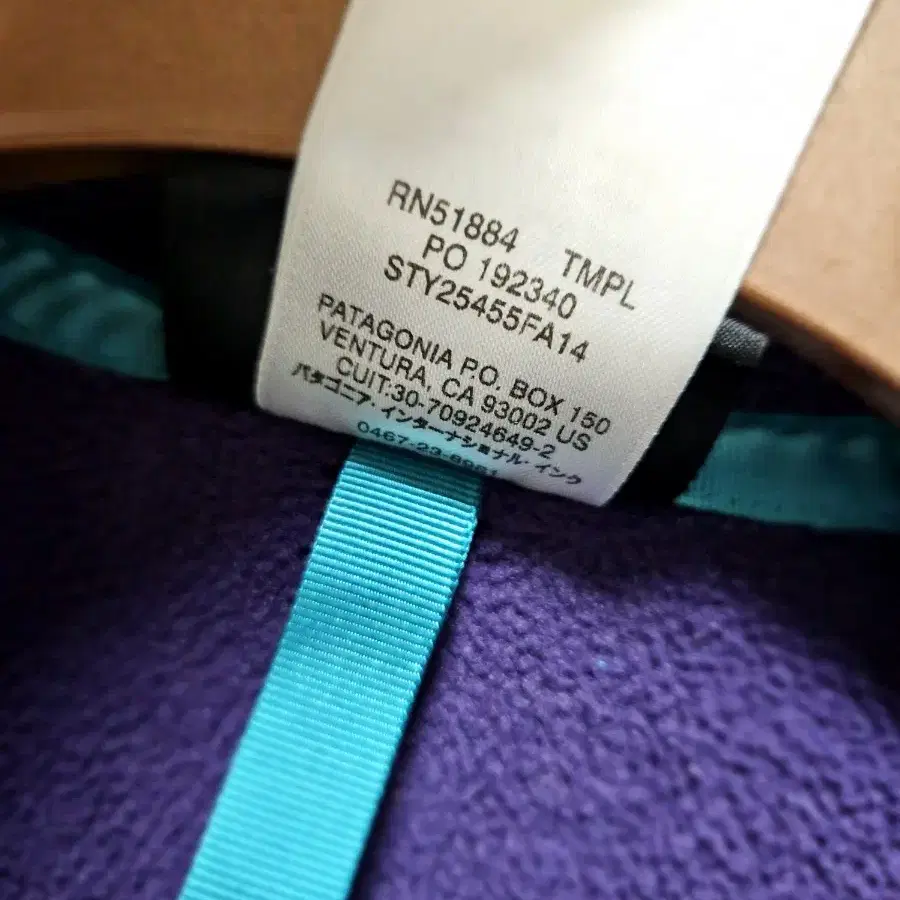 RN51884 TMPL
PO 192340
STY25455FA14
PATAGONIA P.O. BOX 150
VENTURA, CA 93002 US
CUIT:30-70924649-2
パタゴニア, インターナショナル・インク